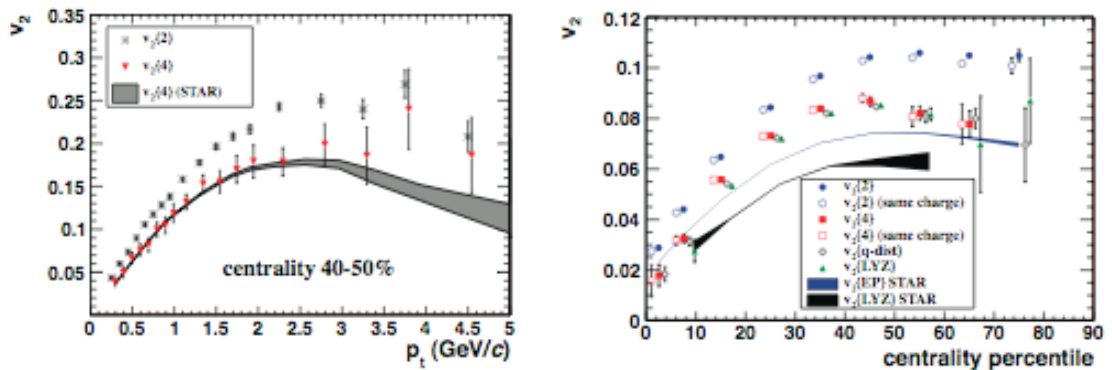 v₂
0.35
0.3
0.25
0.2
0.15
0.1
0.05
v₂{2}
v₂{4}
v₂{4} (STAR)
centrality 40-50%
0 0.5 1 1.5 2 2.5 3 3.5 4 4.5 5
pₜ (GeV/c)
v₂
0.12
0.1
0.08
0.06
0.04
0.02
0
v₂{2}
v₂{2} (same charge)
v₂{4}
v₂{4} (same charge)
v₂{q-dist}
v₂{LYZ}
v₂{EP} STAR
v₂{LYZ} STAR
0 10 20 30 40 50 60 70 80 90
centrality percentile